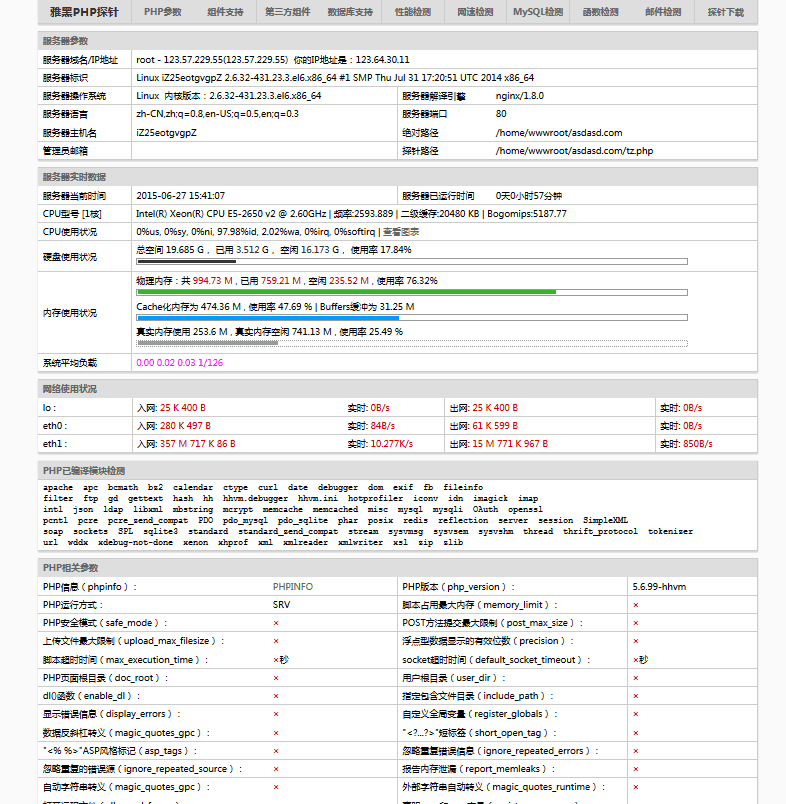 雅黑PHP探针 PHP参数 组件支持 第三方组件 数据库支持 性能检测 网速检测 MySQL检测 函数检测 邮件检测 探针下载
服务器参数
服务器域名/IP地址 root - 123.57.229.55(123.57.229.55) 你的IP地址是：123.64.30.11
服务器标识 Linux iZ25eotgvgpZ 2.6.32-431.23.3.el6.x86_64 #1 SMP Thu Jul 31 17:20:51 UTC 2014 x86_64
服务器操作系统 Linux 内核版本：2.6.32-431.23.3.el6.x86_64 服务器解译引擎 nginx/1.8.0
服务器语言 zh-CN,zh;q=0.8,en-US;q=0.5,en;q=0.3 服务器端口 80
服务器主机名 iZ25eotgvgpZ 绝对路径 /home/wwwroot/asdasd.com
管理员邮箱 探针路径 /home/wwwroot/asdasd.com/tz.php
服务器实时数据
服务器当前时间 2015-06-27 15:41:07 服务器已运行时间 0天0小时57分钟
CPU型号 [1核] Intel(R) Xeon(R) CPU E5-2650 v2 @ 2.60GHz | 频率:2593.889 | 二级缓存:20480 KB | Bogomips:5187.77
CPU使用状况 0%us, 0%sy, 0%ni, 97.98%id, 2.02%wa, 0%irq, 0%softirq | 查看图表
硬盘使用状况 总空间 19.685 G， 已用 3.512 G， 空闲 16.173 G， 使用率 17.84%
内存使用状况 物理内存：共 994.73 M , 已用 759.21 M , 空闲 235.52 M , 使用率 76.32%
Cache化内存为 474.36 M , 使用率 47.69 % | Buffers缓冲为 31.25 M
真实内存使用 253.6 M , 真实内存空闲 741.13 M , 使用率 25.49 %
系统平均负载 0.00 0.02 0.03 1/126
网络使用状况
lo : 入网: 25 K 400 B 实时: 0B/s 出网: 25 K 400 B 实时: 0B/s
eth0 : 入网: 280 K 497 B 实时: 84B/s 出网: 61 K 599 B 实时: 0B/s
eth1 : 入网: 357 M 717 K 86 B 实时: 10.277K/s 出网: 15 M 771 K 967 B 实时: 850B/s
PHP已编译模块检测
apache apc bcmath bz2 calendar ctype curl date debugger dom exif fb fileinfo
filter ftp gd gettext hash hh hhvm.debugger hhvm.ini hotprofiler iconv idn imagick imap
intl json ldap libxml mbstring mcrypt memcache memcached misc mysql mysqli OAuth openssl
pcntl pcre pcre_zend_compat PDO pdo_mysql pdo_sqlite phar posix redis reflection server session SimpleXML
soap sockets SPL sqlite3 standard standard_zend_compat stream sysvmsg sysvsem sysvshm thread thrift_protocol tokenizer
url wddx xdebug-not-done xenon xhprof xml xmlreader xmlwriter xsl zip zlib
PHP相关参数
PHP信息（phpinfo）： PHPINFO PHP版本（php_version）： 5.6.99-hhvm
PHP运行方式： SRV 脚本占用最大内存（memory_limit）： ×
PHP安全模式（safe_mode）： × POST方法提交最大限制（post_max_size）： ×
上传文件最大限制（upload_max_filesize）： × 浮点型数据显示的有效位数（precision）： ×
脚本超时时间（max_execution_time）： ×秒 socket超时时间（default_socket_timeout）： ×秒
PHP页面根目录（doc_root）： × 用户根目录（user_dir）： ×
dl()函数（enable_dl）： × 指定包含文件目录（include_path）： ×
显示错误信息（display_errors）： × 自定义全局变量（register_globals）： ×
数据反斜杠转义（magic_quotes_gpc）： × "<?...?>"短标签（short_open_tag）： ×
"<% %>"ASP风格标记（asp_tags）： × 忽略重复错误信息（ignore_repeated_errors）： ×
忽略重复的错误源（ignore_repeated_source）： × 报告内存泄漏（report_memleaks）： ×
自动字符串转义（magic_quotes_gpc）： × 外部字符串自动转义（magic_quotes_runtime）： ×